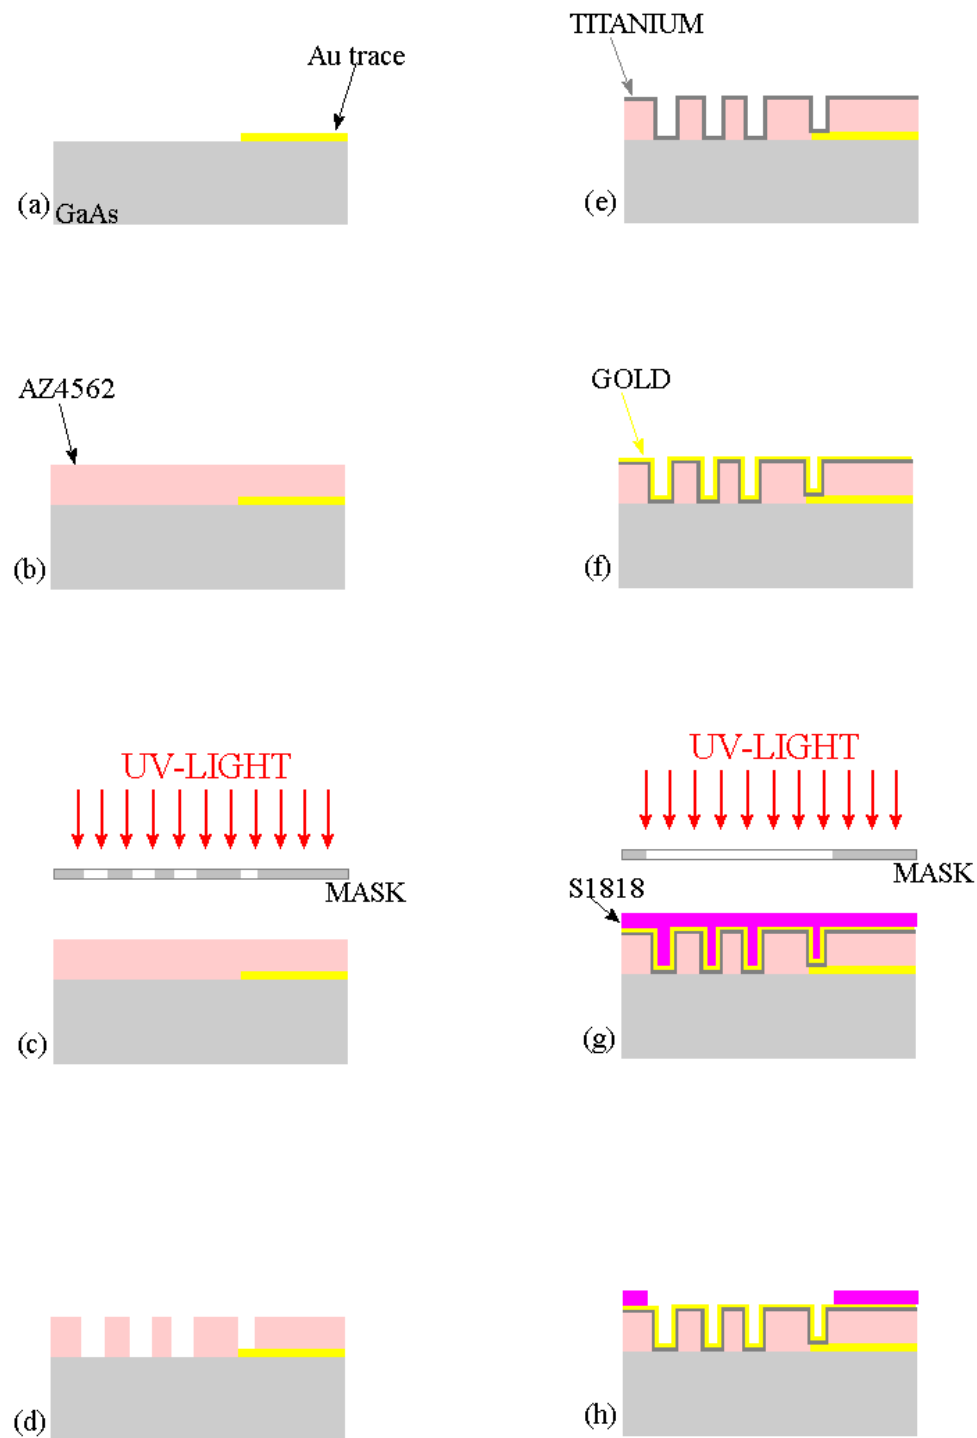 Au trace
(a)
GaAs
AZ4562
(b)
UV-LIGHT
MASK
(c)
(d)
TITANIUM
(e)
GOLD
(f)
UV-LIGHT
MASK
S1818
(g)
(h)